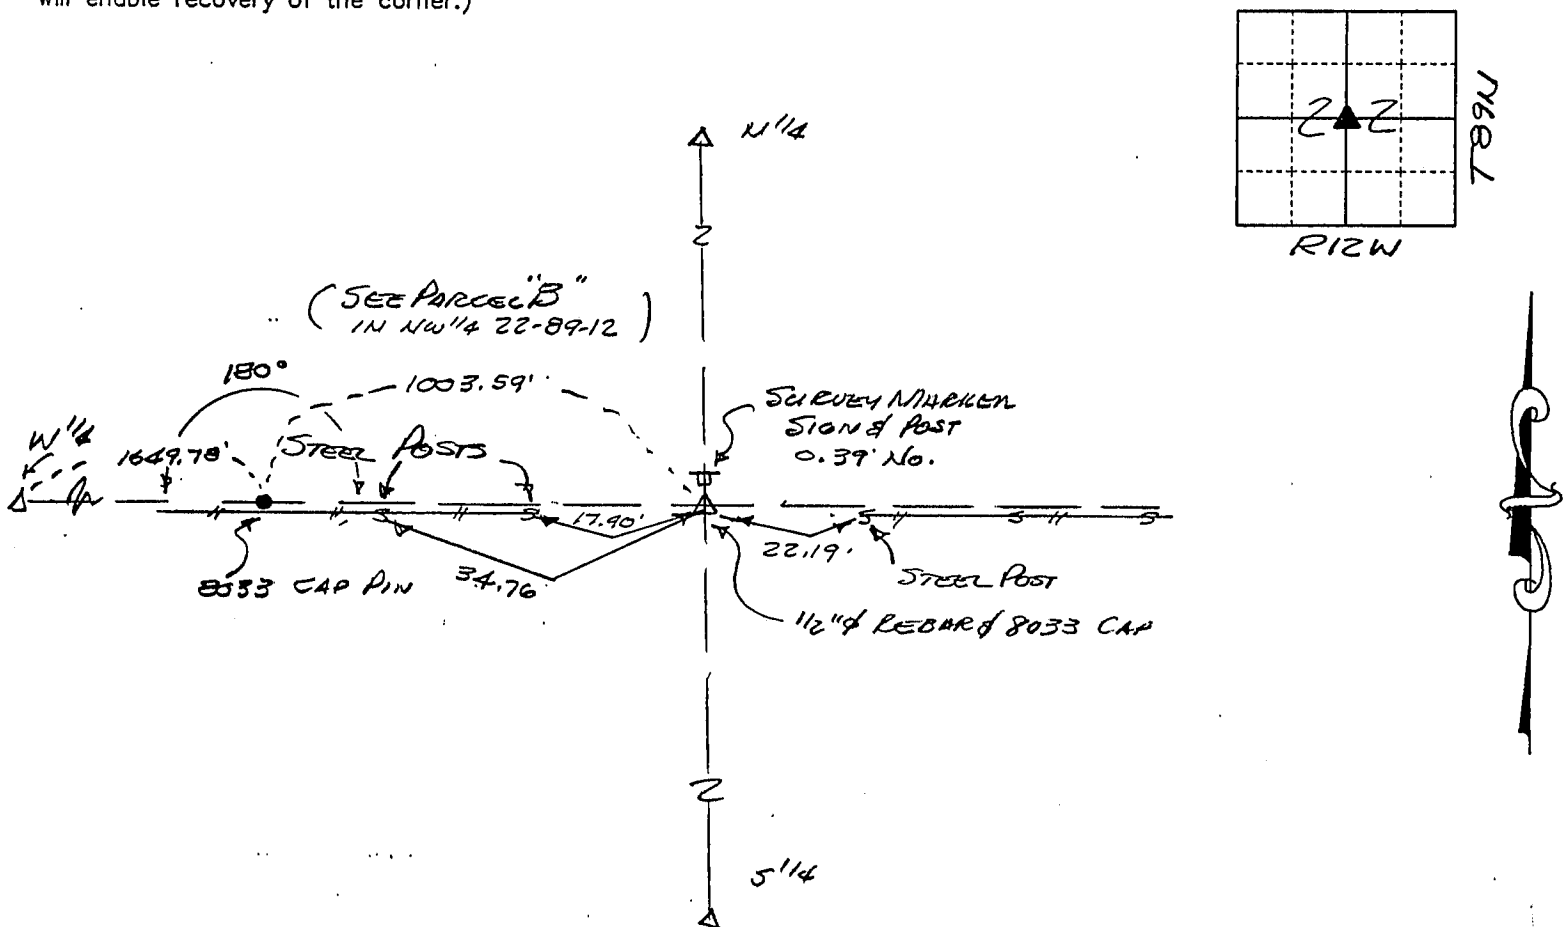 will enable recovery of the corner.)
N 1/4
2 2
T89N
R12W
(SEE PARCEL "B"
IN NW 1/4 22-89-12)
180°
1003.59'
SURVEY MARKER
SIGN & POST
0.39' No.
W 1/4
1649.78'
STEEL POSTS
17.90'
22.19'
34.76'
8033 CAP PIN
STEEL POST
1/2"ϕ REBAR & 8033 CAP
S 1/4